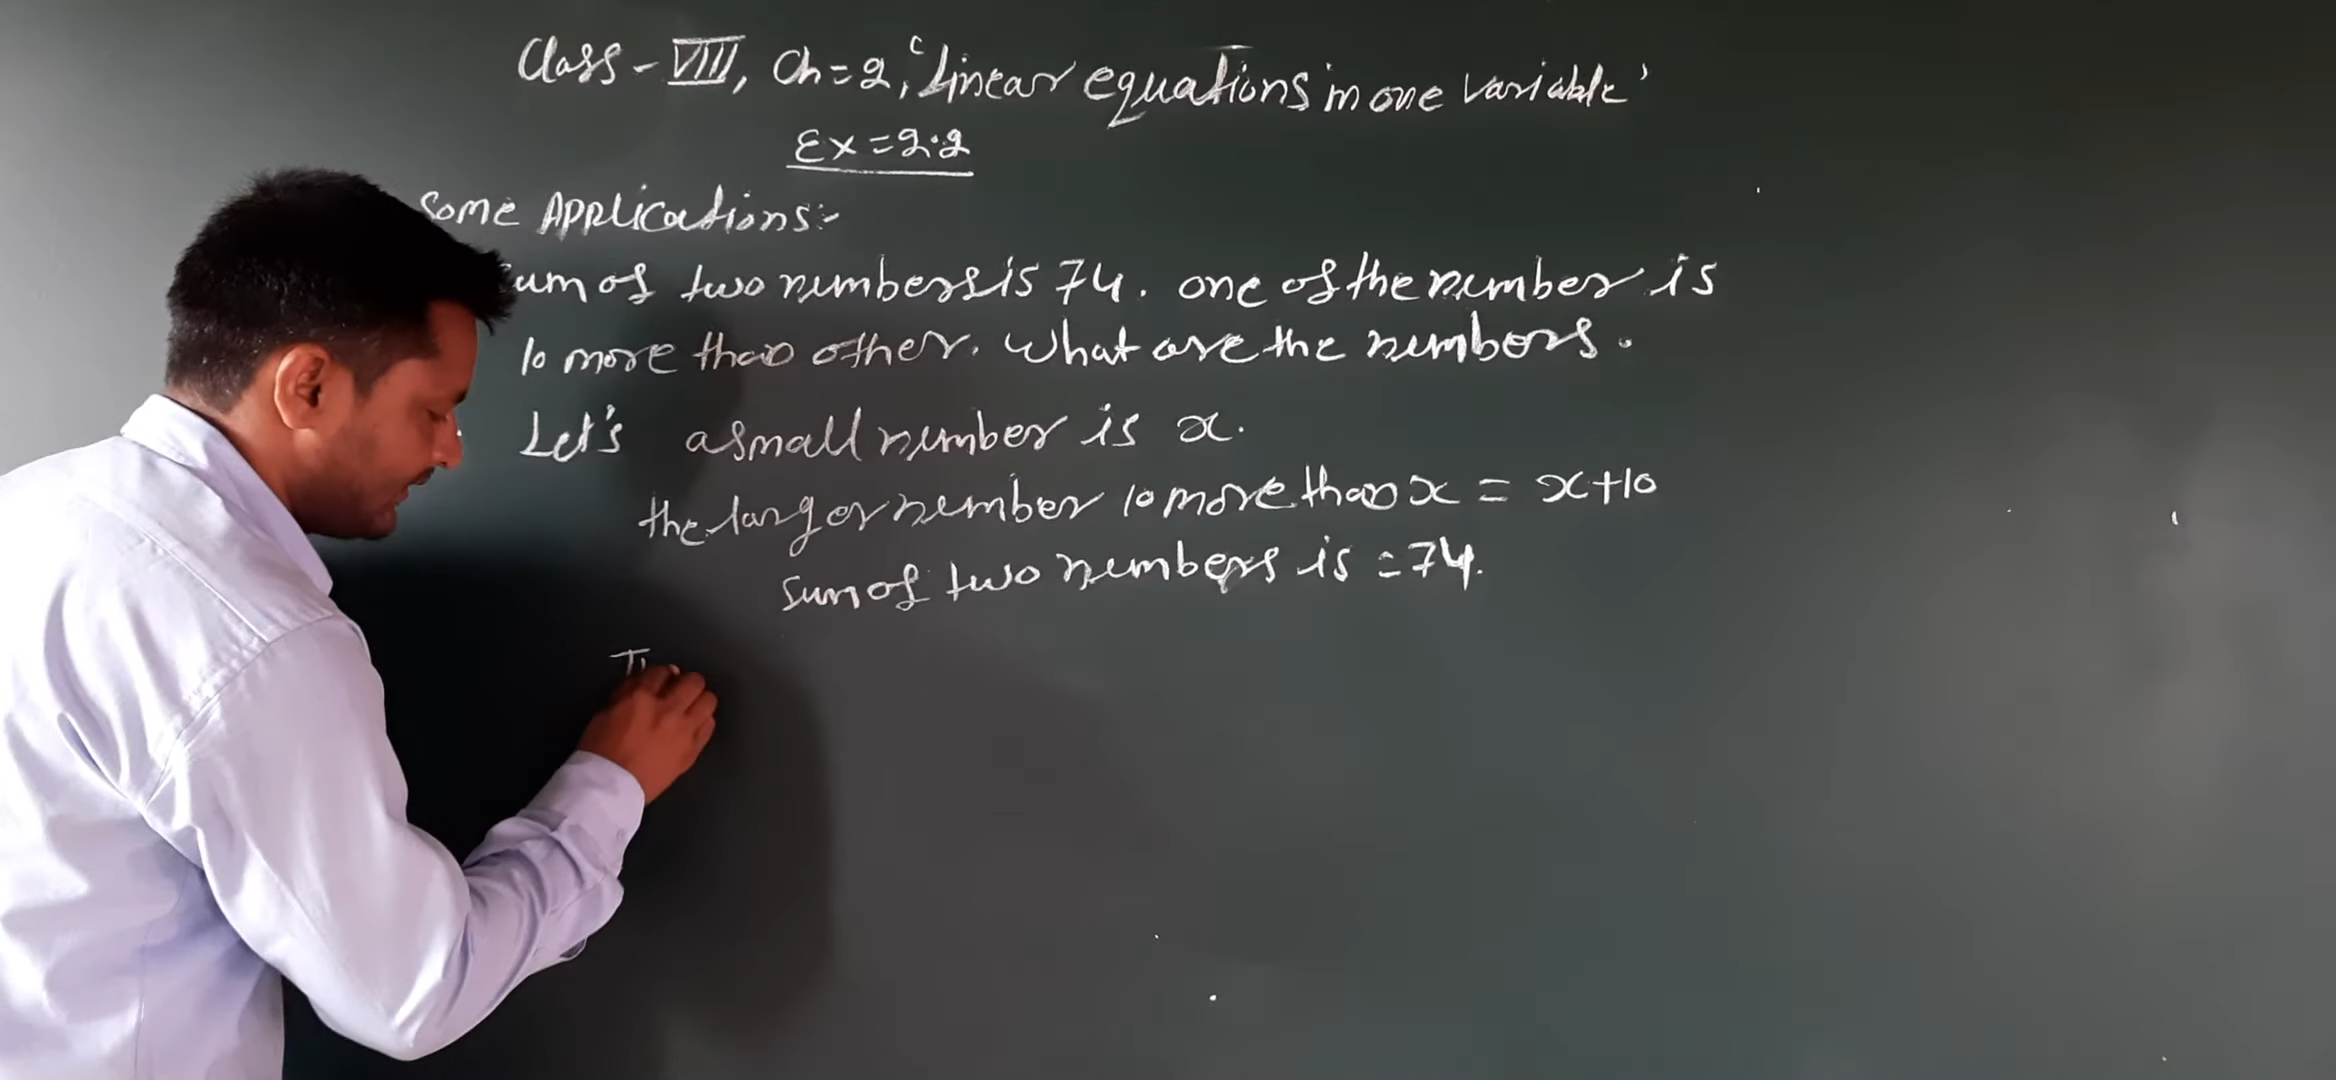 Class - VIII, Ch = 2, 'Linear equations in one variable'
Ex = 2.2
Some Applications:-
um of two numbers is 74. one of the number is
10 more than other. What are the numbers.
Let's a small number is x.
the larger number 10 more than x = x+10
sum of two numbers is = 74.